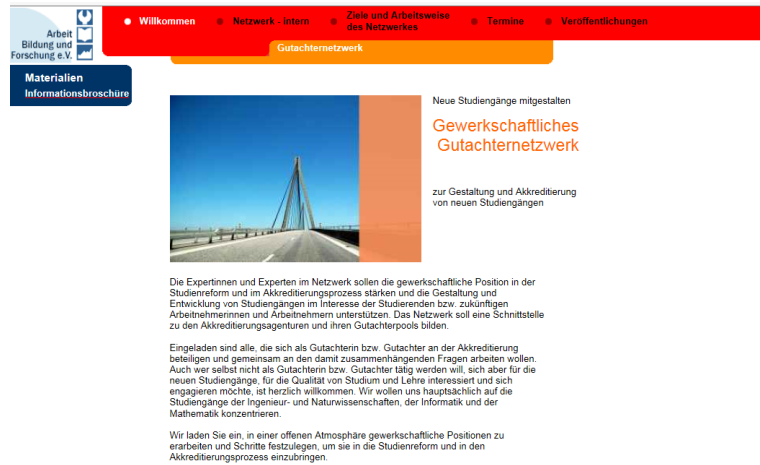 Arbeit
Bildung und
Forschung e.V.
Willkommen
Netzwerk - intern
Ziele und Arbeitsweise
des Netzwerkes
Termine
Veröffentlichungen
Gutachternetzwerk
Materialien
Informationsbroschüre
Neue Studiengänge mitgestalten
Gewerkschaftliches
Gutachternetzwerk
zur Gestaltung und Akkreditierung
von neuen Studiengängen
Die Expertinnen und Experten im Netzwerk sollen die gewerkschaftliche Position in der
Studienreform und im Akkreditierungsprozess stärken und die Gestaltung und
Entwicklung von Studiengängen im Interesse der Studierenden bzw. zukünftigen
Arbeitnehmerinnen und Arbeitnehmern unterstützen. Das Netzwerk soll eine Schnittstelle
zu den Akkreditierungsagenturen und ihren Gutachterpools bilden.
Eingeladen sind alle, die sich als Gutachterin bzw. Gutachter an der Akkreditierung
beteiligen und gemeinsam an den damit zusammenhängenden Fragen arbeiten wollen.
Auch wer selbst nicht als Gutachterin bzw. Gutachter tätig werden will, sich aber für die
neuen Studiengänge, für die Qualität von Studium und Lehre interessiert und sich
engagieren möchte, ist herzlich willkommen. Wir wollen uns hauptsächlich auf die
Studiengänge der Ingenieur- und Naturwissenschaften, der Informatik und der
Mathematik konzentrieren.
Wir laden Sie ein, in einer offenen Atmosphäre gewerkschaftliche Positionen zu
erarbeiten und Schritte festzulegen, um sie in die Studienreform und in den
Akkreditierungsprozess einzubringen.